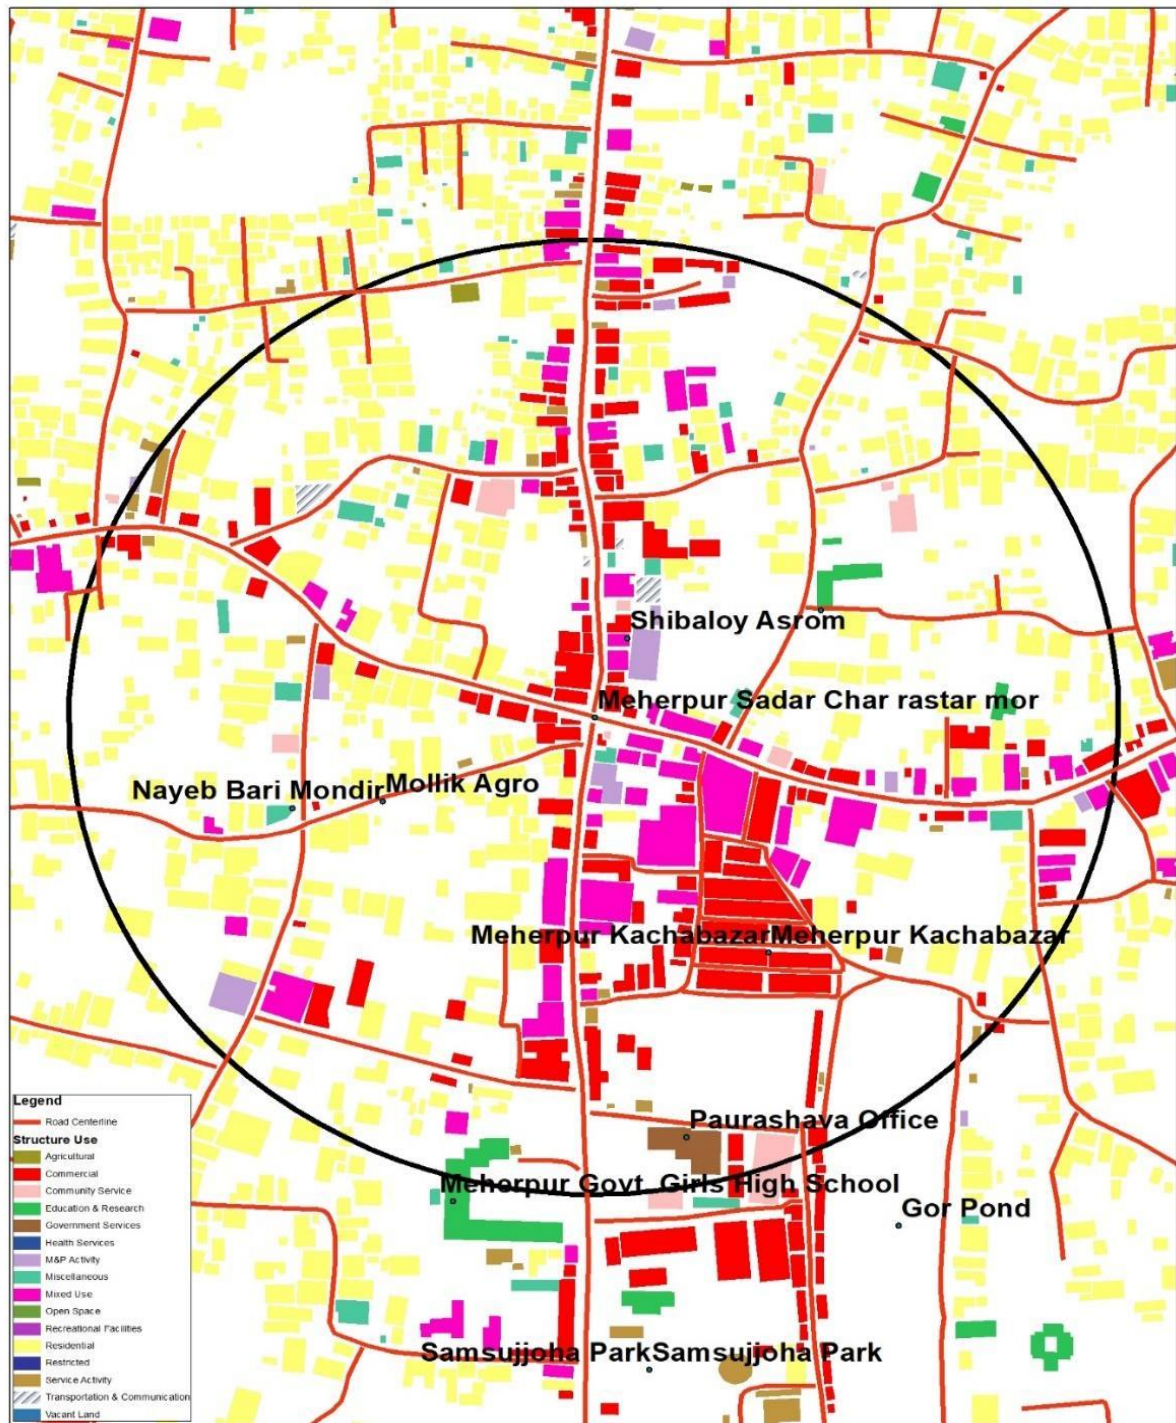 Shibaloy Asrom
Meherpur Sadar Char rastar mor
Nayeb Bari Mondir
Mollik Agro
Meherpur Kachabazar
Meherpur Kachabazar
Paurashava Office
Meherpur Govt. Girls High School
Gor Pond
Samsujjoha Park
Samsujjoha Park
Legend
Road Centerline
Structure Use
Agricultural
Commercial
Community Service
Education & Research
Government Services
Health Services
M&P Activity
Miscellaneous
Mixed Use
Open Space
Recreational Facilities
Residential
Restricted
Service Activity
Transportation & Communication
Vacant Land